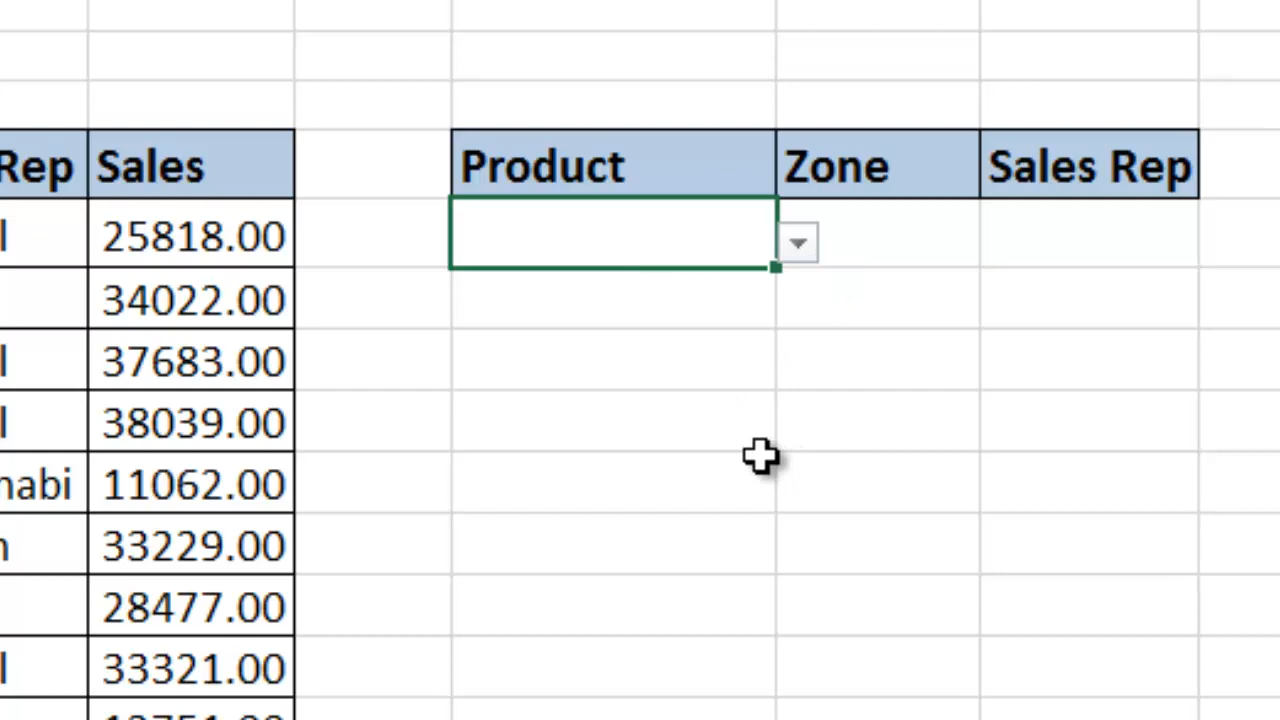 Rep Sales Product Zone Sales Rep
l 25818.00
34022.00
l 37683.00
l 38039.00
habi 11062.00
33229.00
28477.00
l 33321.00